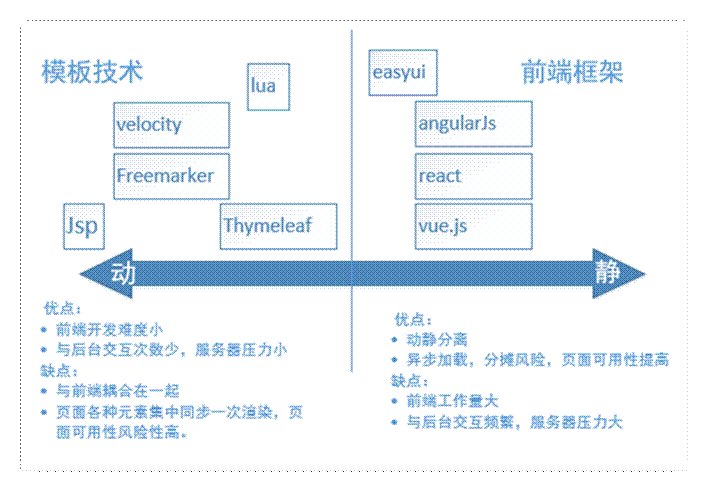 模板技术
lua
velocity
Freemarker
Jsp
Thymeleaf
easyui
前端框架
angularJs
react
vue.js
动
静
优点：
• 前端开发难度小
• 与后台交互次数少，服务器压力小
缺点：
• 与前端耦合在一起
• 页面各种元素集中同步一次渲染，页
面可用性风险性高。
优点：
• 动静分离
• 异步加载，分摊风险，页面可用性提高
缺点：
• 前端工作量大
• 与后台交互频繁，服务器压力大